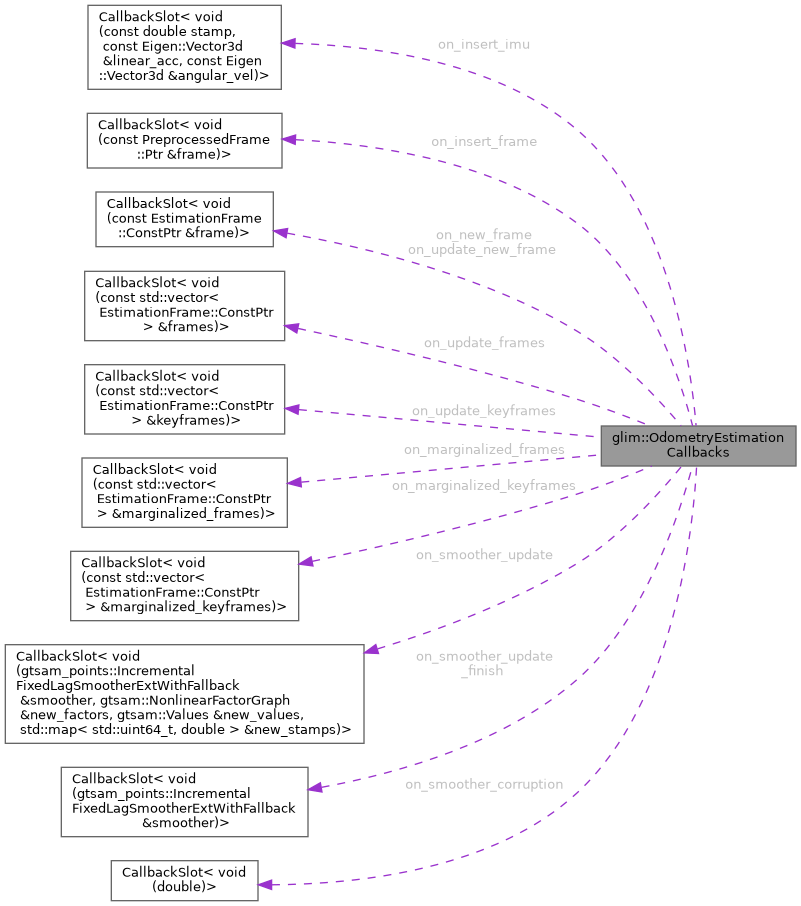 CallbackSlot< void
(const double stamp,
const Eigen::Vector3d
&linear_acc, const Eigen
::Vector3d &angular_vel)>
on_insert_imu
CallbackSlot< void
(const PreprocessedFrame
::Ptr &frame)>
on_insert_frame
CallbackSlot< void
(const EstimationFrame
::ConstPtr &frame)>
on_new_frame
on_update_new_frame
CallbackSlot< void
(const std::vector<
EstimationFrame::ConstPtr
> &frames)>
on_update_frames
CallbackSlot< void
(const std::vector<
EstimationFrame::ConstPtr
> &keyframes)>
on_update_keyframes
glim::OdometryEstimation
Callbacks
CallbackSlot< void
(const std::vector<
EstimationFrame::ConstPtr
> &marginalized_frames)>
on_marginalized_frames
on_marginalized_keyframes
CallbackSlot< void
(const std::vector<
EstimationFrame::ConstPtr
> &marginalized_keyframes)>
on_smoother_update
CallbackSlot< void
(gtsam_points::Incremental
FixedLagSmootherExtWithFallback
&smoother, gtsam::NonlinearFactorGraph
&new_factors, gtsam::Values &new_values,
std::map< std::uint64_t, double > &new_stamps)>
on_smoother_update
_finish
CallbackSlot< void
(gtsam_points::Incremental
FixedLagSmootherExtWithFallback
&smoother)>
on_smoother_corruption
CallbackSlot< void
(double)>